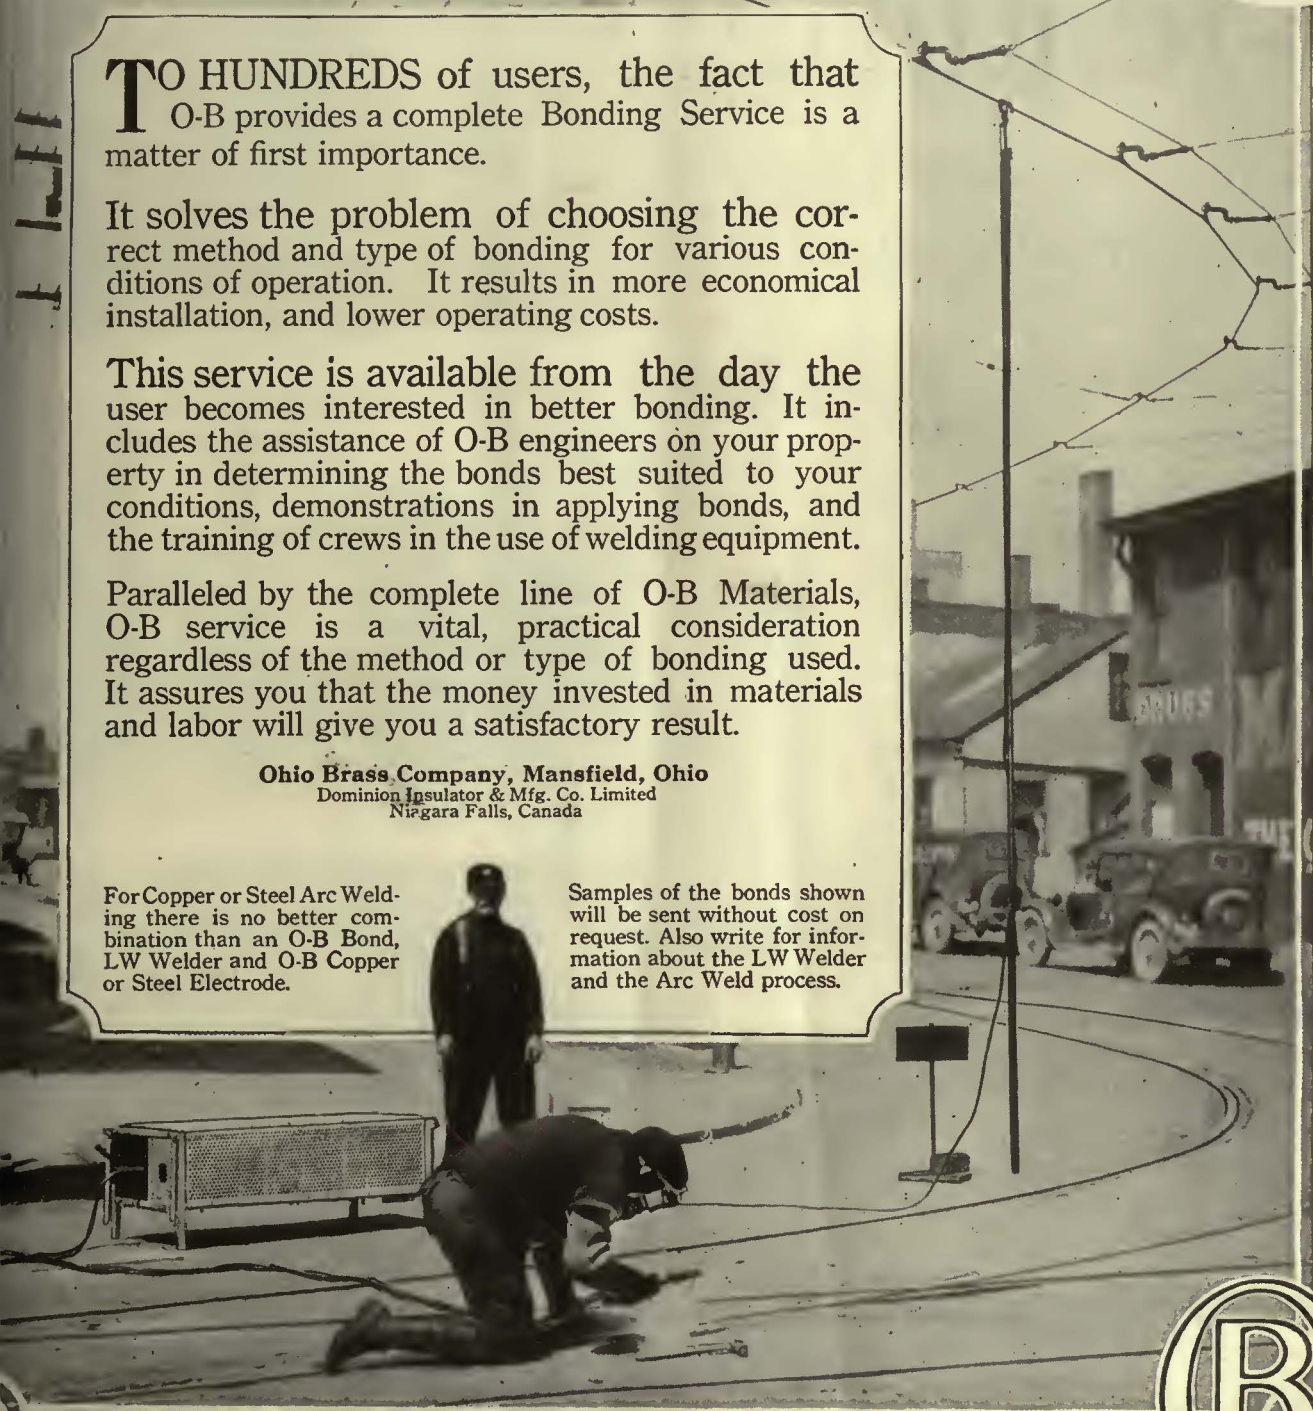 TO HUNDREDS of users, the fact that
O-B provides a complete Bonding Service is a
matter of first importance.
It solves the problem of choosing the cor-
rect method and type of bonding for various con-
ditions of operation. It results in more economical
installation, and lower operating costs.
This service is available from the day the
user becomes interested in better bonding. It in-
cludes the assistance of O-B engineers on your prop-
erty in determining the bonds best suited to your
conditions, demonstrations in applying bonds, and
the training of crews in the use of welding equipment.
Paralleled by the complete line of O-B Materials,
O-B service is a vital, practical consideration
regardless of the method or type of bonding used.
It assures you that the money invested in materials
and labor will give you a satisfactory result.
Ohio Brass Company, Mansfield, Ohio
Dominion Insulator & Mfg. Co. Limited
Niagara Falls, Canada
For Copper or Steel Arc Weld-
ing there is no better com-
bination than an O-B Bond,
LW Welder and O-B Copper
or Steel Electrode.
Samples of the bonds shown
will be sent without cost on
request. Also write for infor-
mation about the LW Welder
and the Arc Weld process.
DRUGS
B